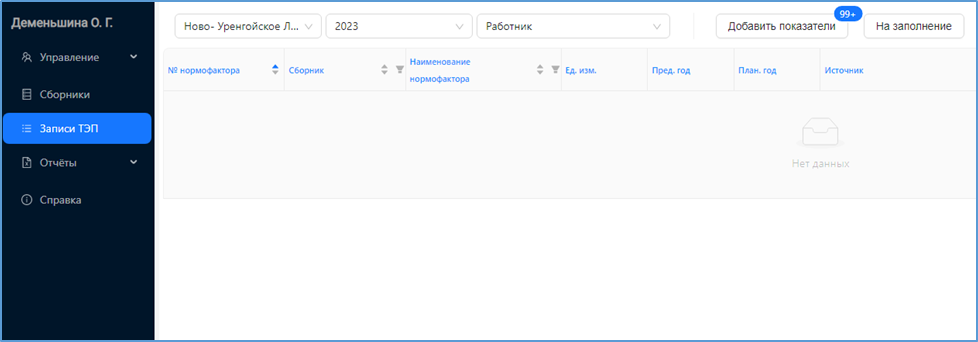 Деменьшина О. Г.
Управление
Сборники
Записи ТЭП
Отчёты
Справка
Ново- Уренгойское Л...
2023
Работник
Добавить показатели
99+
На заполнение
№ нормофактора
Сборник
Наименование
нормофактора
Ед. изм.
Пред. год
План. год
Источник
Нет данных